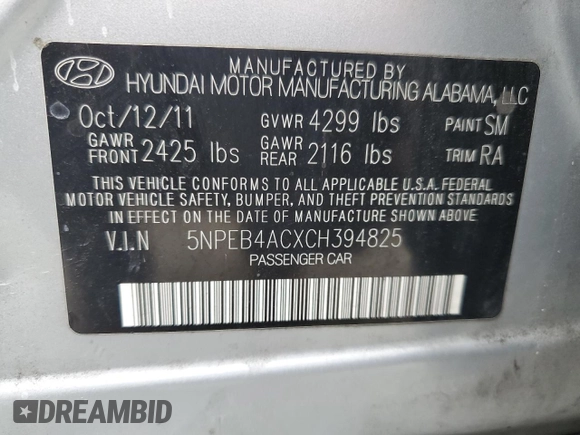 MANUFACTURED BY
HYUNDAI MOTOR MANUFACTURING ALABAMA, LLC
Oct/12/11 GVWR 4299 lbs PAINT SM
GAWR FRONT 2425 lbs GAWR REAR 2116 lbs TRIM RA
THIS VEHICLE CONFORMS TO ALL APPLICABLE U.S.A. FEDERAL
MOTOR VEHICLE SAFETY, BUMPER, AND THEFT PREVENTION STANDARDS
IN EFFECT ON THE DATE OF MANUFACTURE SHOWN ABOVE.
V.I.N 5NPEB4ACXCH394825
PASSENGER CAR
DREAMBID